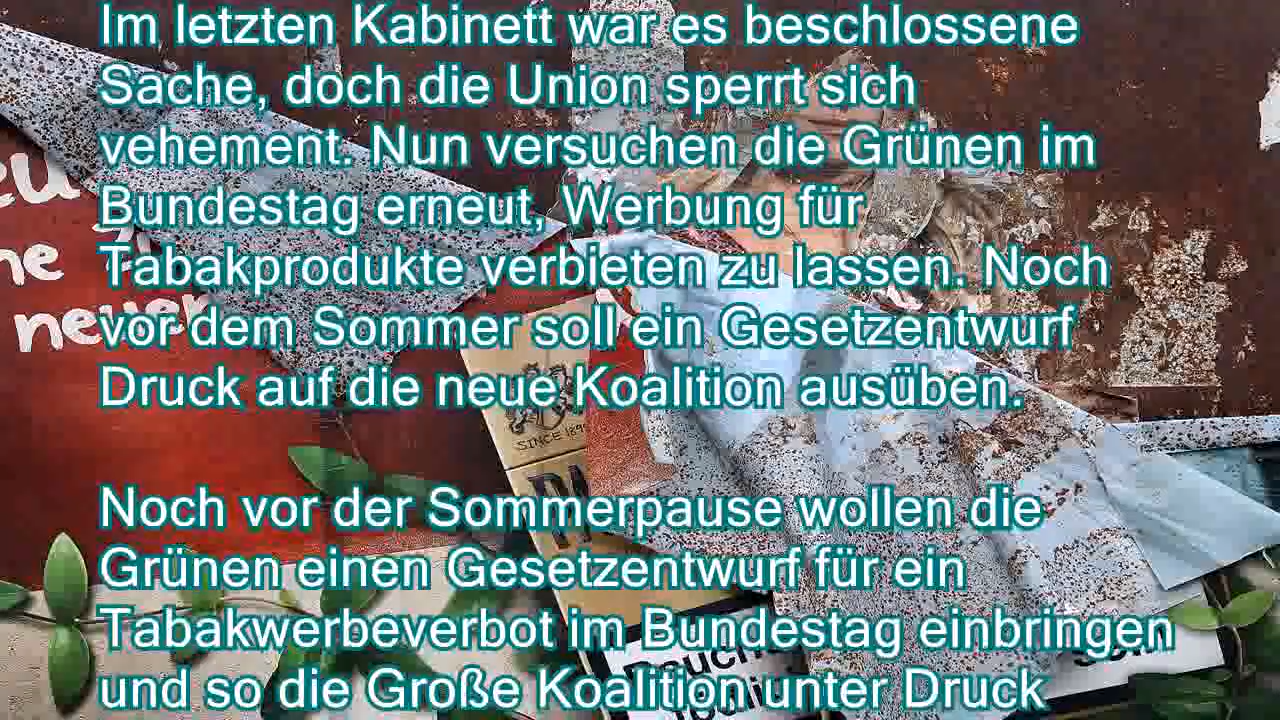 Im letzten Kabinett war es beschlossene
Sache, doch die Union sperrt sich
vehement. Nun versuchen die Grünen im
Bundestag erneut, Werbung für
Tabakprodukte verbieten zu lassen. Noch
vor dem Sommer soll ein Gesetzentwurf
Druck auf die neue Koalition ausüben.
Noch vor der Sommerpause wollen die
Grünen einen Gesetzentwurf für ein
Tabakwerbeverbot im Bundestag einbringen
und so die Große Koalition unter Druck
neuen
SINCE